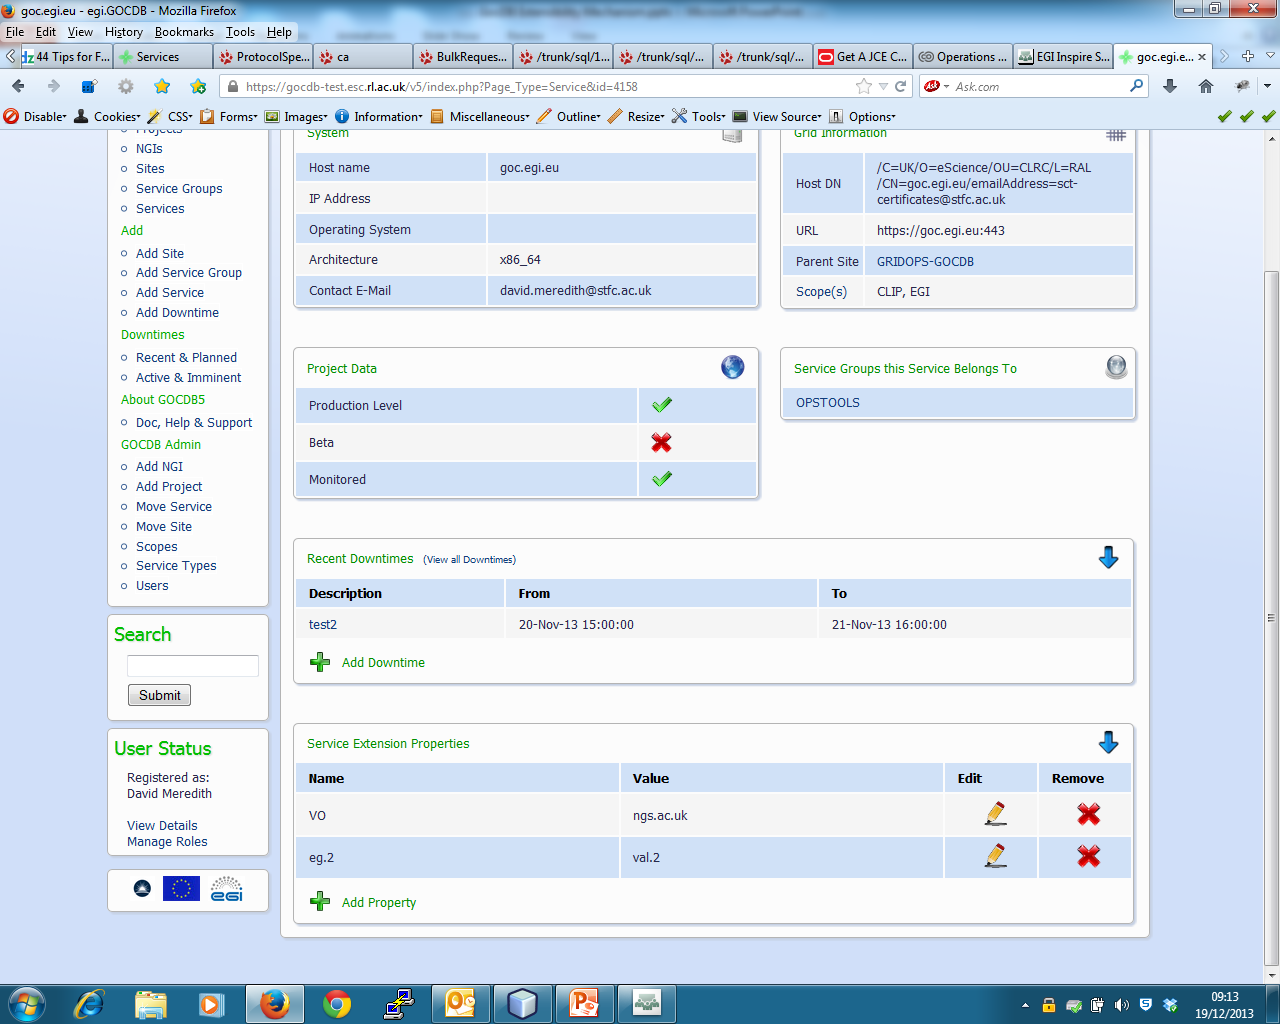 goc.egi.eu - egi.GOCDB - Mozilla Firefox
File Edit View History Bookmarks Tools Help
44 Tips for F...
Services
ProtocolSpe...
ca
BulkReques...
/trunk/sql/1...
/trunk/sql/...
/trunk/sql/...
Get A JCE C...
Operations ...
EGI Inspire S...
goc.egi.e...
https://gocdb-test.esc.rl.ac.uk/v5/index.php?Page_Type=Service&id=4158
Ask.com
Disable Cookies CSS Forms Images Information Miscellaneous Outline Resize Tools View Source Options
Projects
NGIs
Sites
Service Groups
Services
Add
Add Site
Add Service Group
Add Service
Add Downtime
Downtimes
Recent & Planned
Active & Imminent
About GOCDB5
Doc, Help & Support
GOCDB Admin
Add NGI
Add Project
Move Service
Move Site
Scopes
Service Types
Users
Search
Submit
User Status
Registered as:
David Meredith
View Details
Manage Roles
egi
System
Host name goc.egi.eu
IP Address
Operating System
Architecture x86_64
Contact E-Mail david.meredith@stfc.ac.uk
Grid Information
Host DN
/C=UK/O=eScience/OU=CLRC/L=RAL
/CN=goc.egi.eu/emailAddress=sct-
certificates@stfc.ac.uk
URL https://goc.egi.eu:443
Parent Site GRIDOPS-GOCDB
Scope(s) CLIP, EGI
Project Data
Production Level
Beta
Monitored
Service Groups this Service Belongs To
OPSTOOLS
Recent Downtimes (View all Downtimes)
Description From To
test2 20-Nov-13 15:00:00 21-Nov-13 16:00:00
Add Downtime
Service Extension Properties
Name Value Edit Remove
VO ngs.ac.uk
eg.2 val.2
Add Property
09:13
19/12/2013